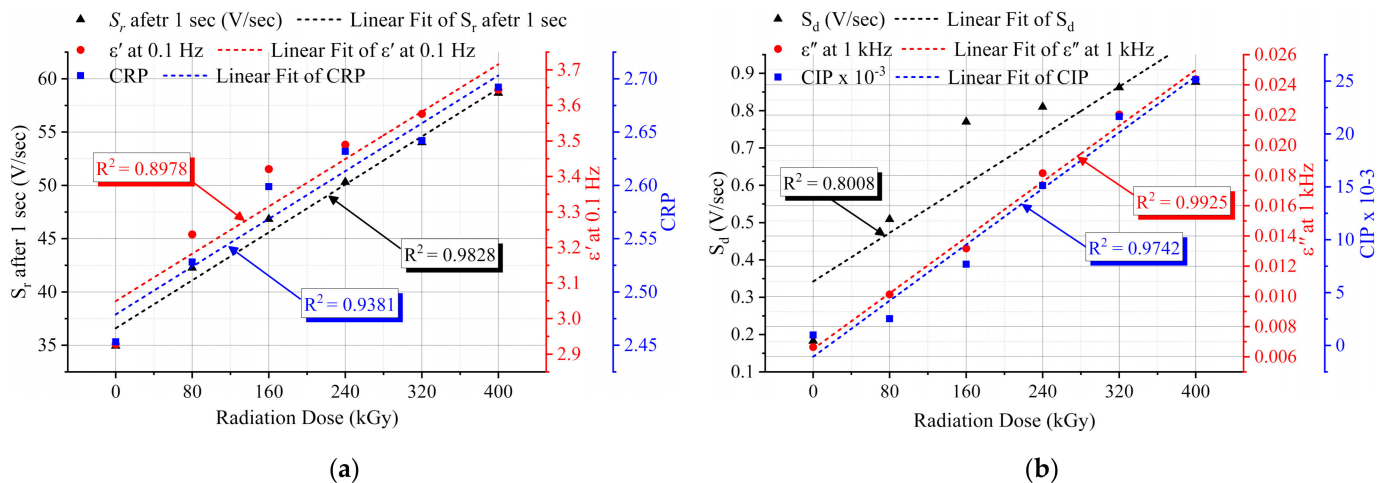 Sr afetr 1 sec (V/sec) Linear Fit of Sr afetr 1 sec
ε′ at 0.1 Hz Linear Fit of ε′ at 0.1 Hz
CRP Linear Fit of CRP
60
55
50
45
40
35
Sr after 1 sec (V/sec)
0 80 160 240 320 400
Radiation Dose (kGy)
3.7
3.6
3.5
3.4
3.3
3.2
3.1
3.0
2.9
ε′ at 0.1 Hz
2.70
2.65
2.60
2.55
2.50
2.45
CRP
R² = 0.8978
R² = 0.9828
R² = 0.9381
(a)
Sd (V/sec) Linear Fit of Sd
ε″ at 1 kHz Linear Fit of ε″ at 1 kHz
CIP x 10⁻³ Linear Fit of CIP
0.9
0.8
0.7
0.6
0.5
0.4
0.3
0.2
0.1
Sd (V/sec)
0 80 160 240 320 400
Radiation Dose (kGy)
0.026
0.024
0.022
0.020
0.018
0.016
0.014
0.012
0.010
0.008
0.006
ε″ at 1 kHz
25
20
15
10
5
0
CIP x 10-3
R² = 0.8008
R² = 0.9925
R² = 0.9742
(b)